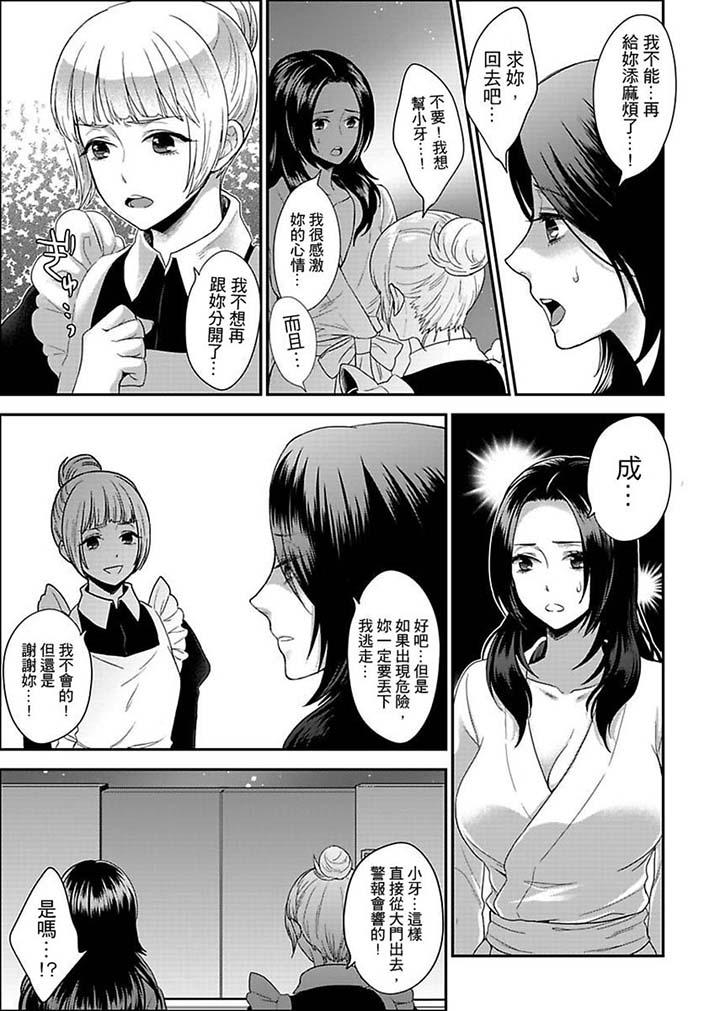 我不能…再
給妳添麻煩了…!
求妳，
回去吧…
不要！我想
幫小牙…!
我很感激
妳的心情…
而且…
我不想再
跟妳分開了…
ぎゅ…
成…
好吧…但是
如果出現危險，
妳一定要丟下
我逃走…
我不會的！
但還是
謝謝妳…!
小牙…這樣
直接從大門出去，
警報會響的！
是嗎…!?